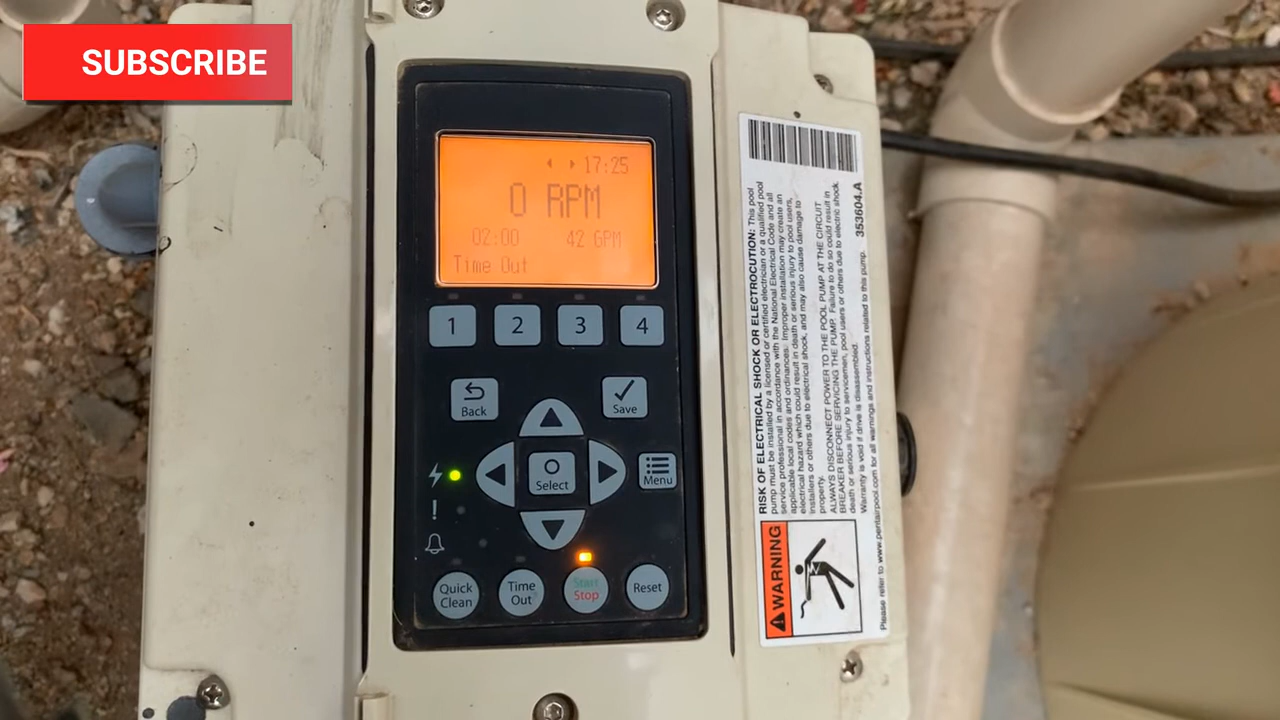 SUBSCRIBE
17:25
0 RPM
02:00 42 GPM
Time Out
1 2 3 4
Back
Save
Select
Menu
Quick Clean
Time Out
Start Stop
Reset
RISK OF ELECTRICAL SHOCK OR ELECTROCUTION: This pool
pump must be installed by a licensed or certified electrician or a qualified pool
service professional in accordance with the National Electrical Code and all
applicable local codes and ordinances. Improper installation may create an
electrical hazard which could result in death or serious injury to pool users,
installers or others due to electrical shock, and may also cause damage to
property.
ALWAYS DISCONNECT POWER TO THE POOL PUMP AT THE CIRCUIT
BREAKER BEFORE SERVICING THE PUMP. Failure to do so could result in
death or serious injury to servicemen, pool users or others due to electric shock.
Warranty is void if drive is disassembled.
353604.A
WARNING
Please refer to www.pentairpool.com for all warnings and instructions related to this pump.